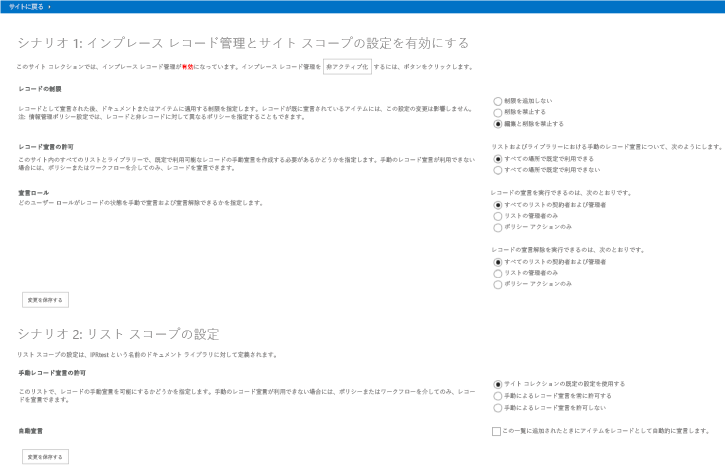 サイトに戻る
シナリオ 1: インプレース レコード管理とサイト スコープの設定を有効にする
このサイト コレクションでは、インプレース レコード管理が有効になっています。インプレース レコード管理を 非アクティブ化 するには、ボタンをクリックします。
レコードの制限
レコードとして宣言された後、ドキュメントまたはアイテムに適用する制限を指定します。レコードが既に宣言されているアイテムには、この設定の変更は影響しません。
注: 情報管理ポリシー設定では、レコードと非レコードに対して異なるポリシーを指定することもできます。
制限を追加しない
削除を禁止する
編集と削除を禁止する
レコード宣言の許可
このサイト内のすべてのリストとライブラリーで、既定で利用可能なレコードの手動宣言を作成する必要があるかどうかを指定します。手動のレコード宣言が利用できない
場合には、ポリシーまたはワークフローを介してのみ、レコードを宣言できます。
リストおよびライブラリーにおける手動のレコード宣言について、次のようにします。
すべての場所で既定で利用できる
すべての場所で既定で利用できない
宣言ロール
どのユーザー ロールがレコードの状態を手動で宣言および宣言解除できるかを指定します。
レコードの宣言を実行できるのは、次のとおりです。
すべてのリストの契約者および管理者
リストの管理者のみ
ポリシー アクションのみ
レコードの宣言解除を実行できるのは、次のとおりです。
すべてのリストの契約者および管理者
リストの管理者のみ
ポリシー アクションのみ
変更を保存する
シナリオ 2: リスト スコープの設定
リスト スコープの設定は、IPRtest という名前のドキュメント ライブラリに対して定義されます。
手動レコード宣言の許可
このリストで、レコードの手動宣言を可能にするかどうかを指定します。手動のレコード宣言が利用できない場合には、ポリシーまたはワークフローを介してのみ、レコー
ドを宣言できます。
サイト コレクションの既定の設定を使用する
手動によるレコード宣言を常に許可する
手動によるレコード宣言を許可しない
自動宣言
この一覧に追加されたときにアイテムをレコードとして自動的に宣言します。
変更を保存する